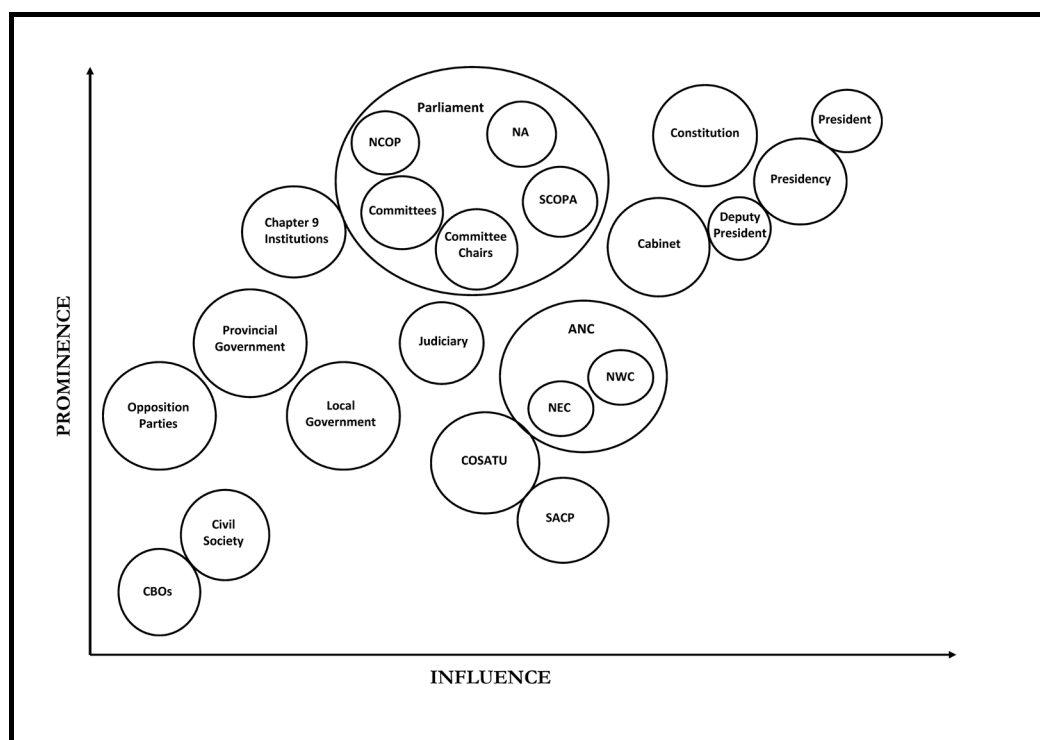 Parliament
NCOP
NA
Committees
SCOPA
Committee
Chairs
Chapter 9
Institutions
Constitution
President
Presidency
Deputy
President
Cabinet
Provincial
Government
Judiciary
ANC
NWC
NEC
Opposition
Parties
Local
Government
COSATU
SACP
Civil
Society
CBOs
PROMINENCE
INFLUENCE